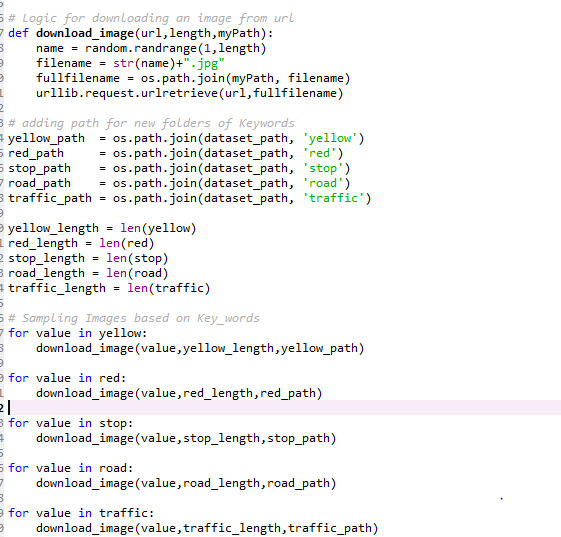 # Logic for downloading an image from url
def download_image(url,length,myPath):
    name = random.randrange(1,length)
    filename = str(name)+".jpg"
    fullfilename = os.path.join(myPath, filename)
    urllib.request.urlretrieve(url,fullfilename)
# adding path for new folders of Keywords
yellow_path  = os.path.join(dataset_path, 'yellow')
red_path     = os.path.join(dataset_path, 'red')
stop_path    = os.path.join(dataset_path, 'stop')
road_path    = os.path.join(dataset_path, 'road')
traffic_path = os.path.join(dataset_path, 'traffic')
yellow_length = len(yellow)
red_length = len(red)
stop_length = len(stop)
road_length = len(road)
traffic_length = len(traffic)
# Sampling Images based on Key_words
for value in yellow:
    download_image(value,yellow_length,yellow_path)
for value in red:
    download_image(value,red_length,red_path)
for value in stop:
    download_image(value,stop_length,stop_path)
for value in road:
    download_image(value,road_length,road_path)
for value in traffic:
    download_image(value,traffic_length,traffic_path)